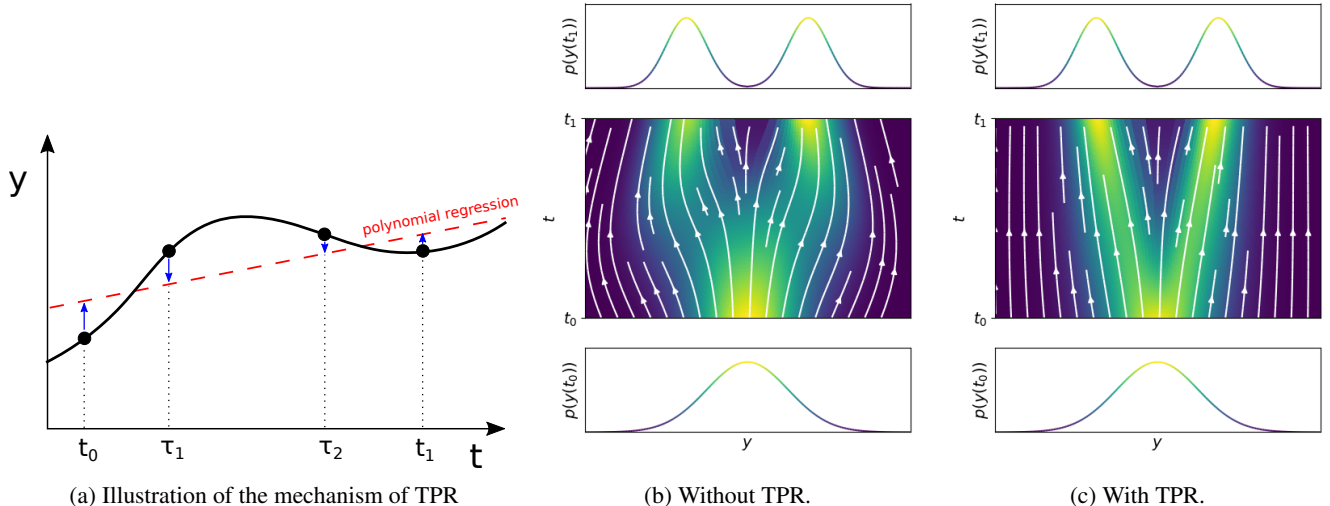 y
polynomial regression
t₀
τ₁
τ₂
t₁
t
(a) Illustration of the mechanism of TPR
p(y(t₁))
t₁
t
t₀
p(y(t₀))
y
(b) Without TPR.
p(y(t₁))
t₁
t
t₀
p(y(t₀))
y
(c) With TPR.